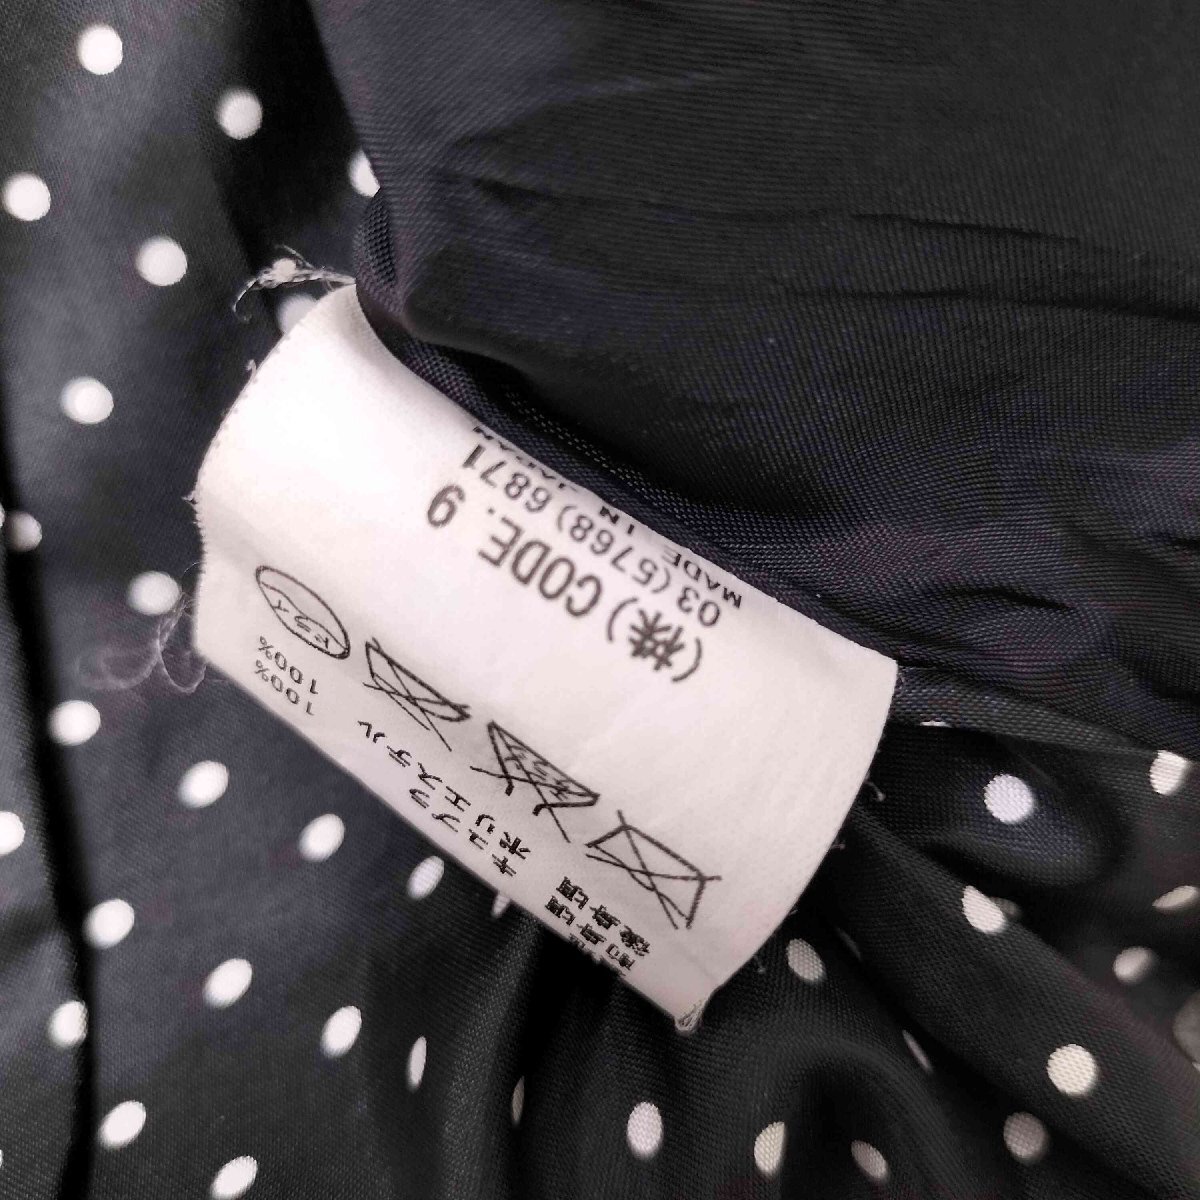 前身頃 キュプラ 100%
後身頃 ポリエステル 100%
ドライ
(株) CODE. 9
03(5768)6871
MADE IN JAPAN